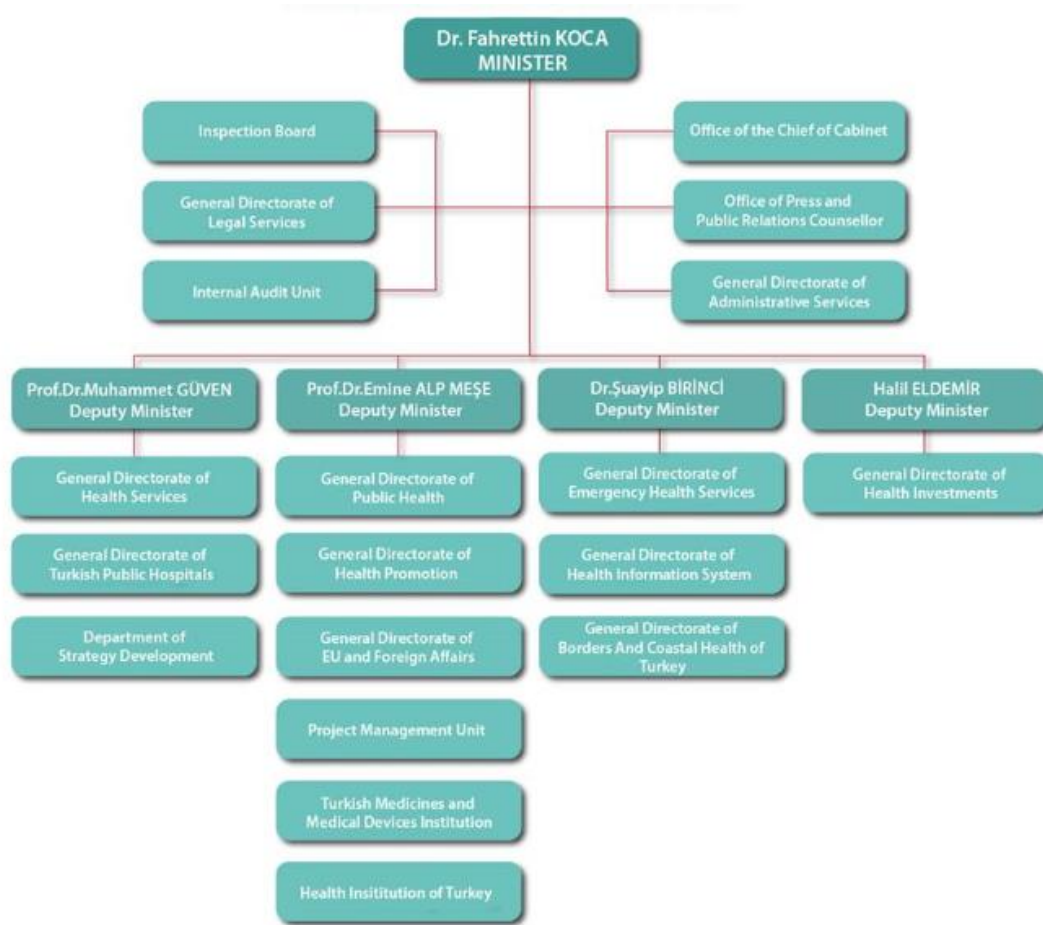 Dr. Fahrettin KOCA
MINISTER
Inspection Board
Office of the Chief of Cabinet
General Directorate of
Legal Services
Office of Press and
Public Relations Counsellor
Internal Audit Unit
General Directorate of
Administrative Services
Prof.Dr.Muhammet GÜVEN
Deputy Minister
Prof.Dr.Emine ALP MEŞE
Deputy Minister
Dr.Şuayip BİRİNCİ
Deputy Minister
Halil ELDEMİR
Deputy Minister
General Directorate of
Health Services
General Directorate of
Public Health
General Directorate of
Emergency Health Services
General Directorate of
Health Investments
General Directorate of
Turkish Public Hospitals
General Directorate of
Health Promotion
General Directorate of
Health Information System
Department of
Strategy Development
General Directorate of
EU and Foreign Affairs
General Directorate of
Borders And Coastal Health of
Turkey
Project Management Unit
Turkish Medicines and
Medical Devices Institution
Health Insititution of Turkey